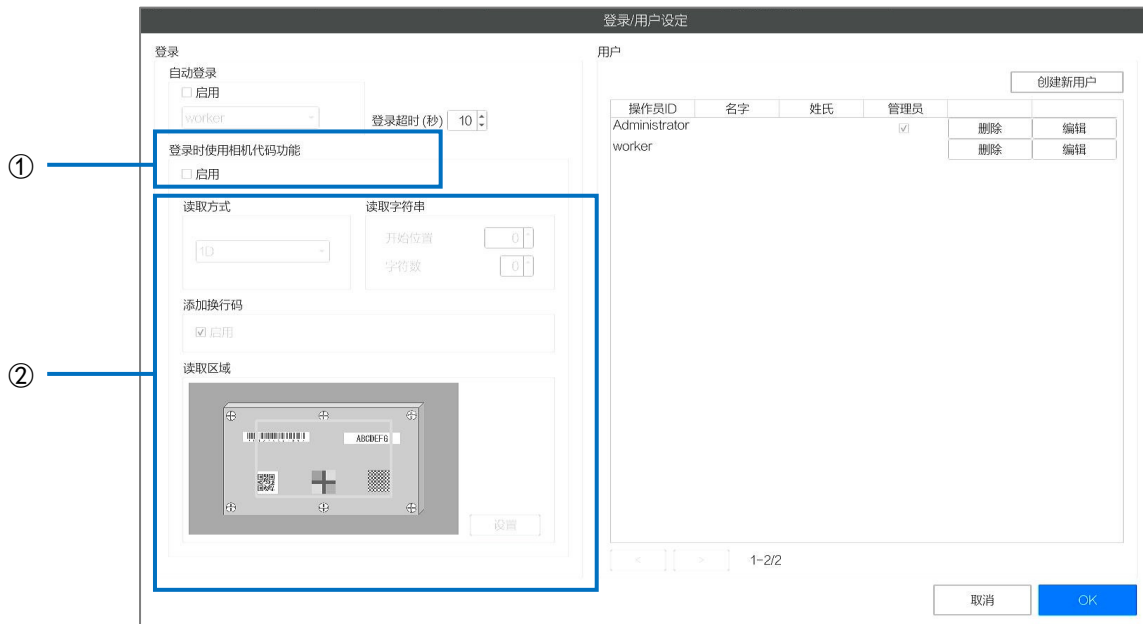 登录/用户设定
登录
自动登录
启用
worker
登录超时 (秒) 10
① 登录时使用相机代码功能
启用
② 读取方式
1D
读取字符串
开始位置 0
字符数 0
添加换行码
启用
读取区域
ABCDEFG
设置
用户
创建新用户
操作员ID 名字 姓氏 管理员
Administrator 删除 编辑
worker 删除 编辑
< > 1-2/2
取消 OK